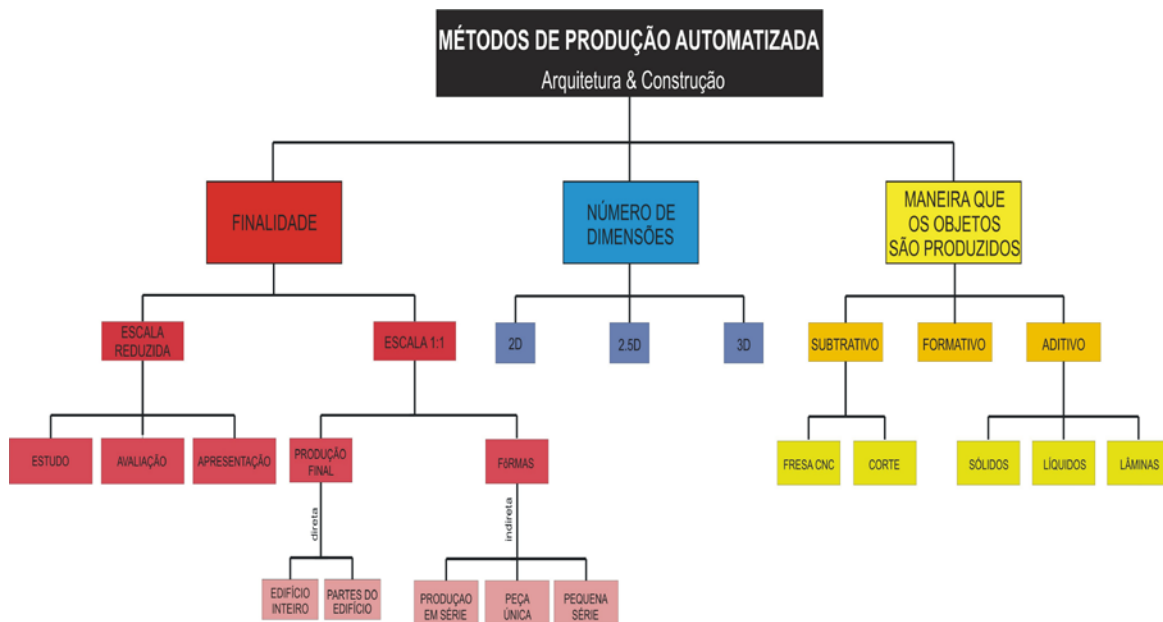 MÉTODOS DE PRODUÇÃO AUTOMATIZADA
Arquitetura & Construção
FINALIDADE
NÚMERO DE
DIMENSÕES
MANEIRA QUE
OS OBJETOS
SÃO PRODUZIDOS
ESCALA
REDUZIDA
ESCALA 1:1
2D
2.5D
3D
SUBTRATIVO
FORMATIVO
ADITIVO
ESTUDO
AVALIAÇÃO
APRESENTAÇÃO
PRODUÇÃO
FINAL
FôRMAS
FRESA CNC
CORTE
SÓLIDOS
LÍQUIDOS
LÂMINAS
direta
indireta
EDIFÍCIO
INTEIRO
PARTES DO
EDIFÍCIO
PRODUÇAO
EM SÉRIE
PEÇA
ÚNICA
PEQUENA
SÉRIE